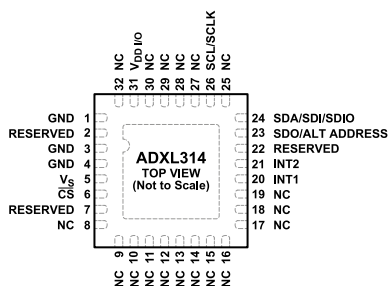 32 NC
31 VDD I/O
30 NC
29 NC
28 NC
27 NC
26 SCL/SCLK
25 NC
GND 1
RESERVED 2
GND 3
GND 4
VS 5
CS 6
RESERVED 7
NC 8
ADXL314
TOP VIEW
(Not to Scale)
24 SDA/SDI/SDIO
23 SDO/ALT ADDRESS
22 RESERVED
21 INT2
20 INT1
19 NC
18 NC
17 NC
NC 9
NC 10
NC 11
NC 12
NC 13
NC 14
NC 15
NC 16